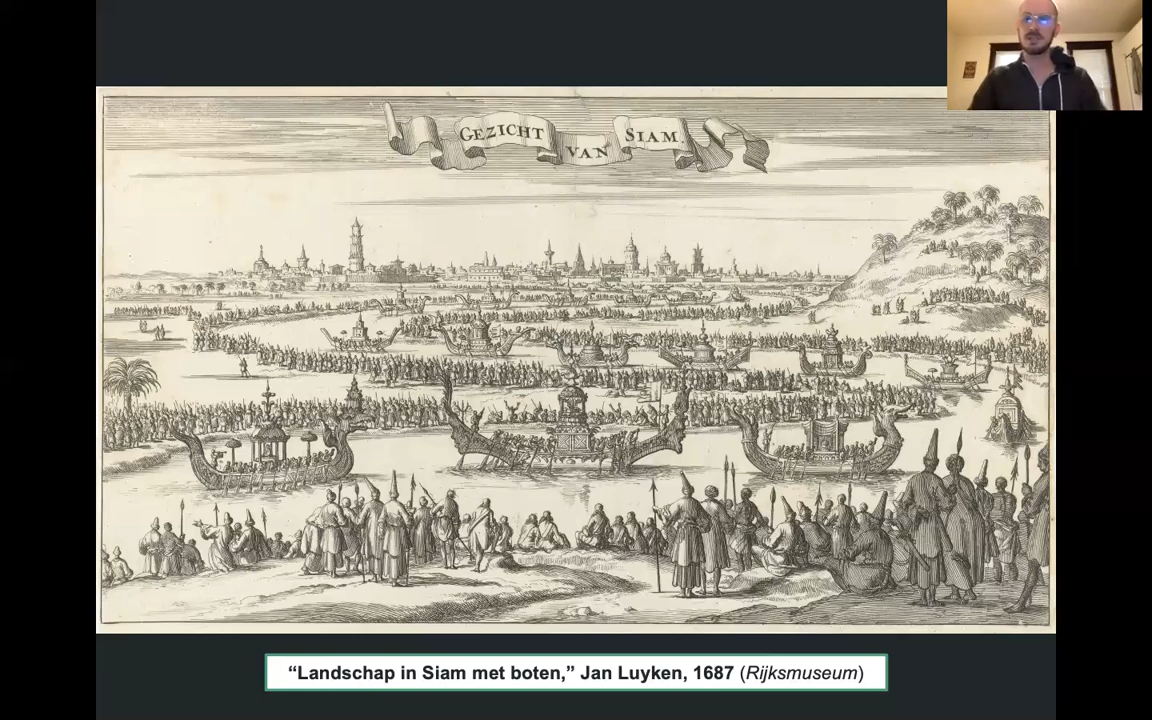 GEZICHT
VAN
SIAM
“Landschap in Siam met boten,” Jan Luyken, 1687 (Rijksmuseum)